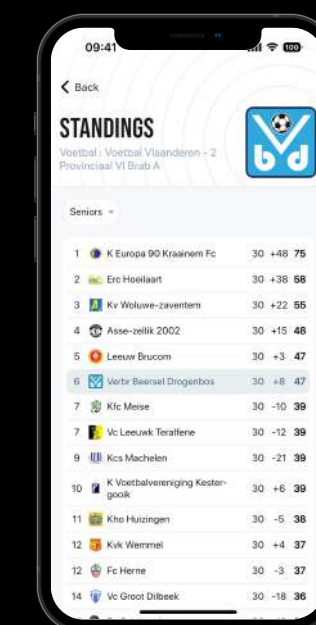 09:41
100
Back
STANDINGS
Voetbal : Voetbal Vlaanderen - 2
Provinciaal Vl Brab A
bvd
Seniors
1 K Europa 90 Kraainem Fc 30 +48 75
2 Erc Hoeilaart 30 +38 58
3 Kv Woluwe-zaventem 30 +22 55
4 Asse-zellik 2002 30 +15 48
5 Leeuw Brucom 30 +3 47
6 Verbr Beersel Drogenbos 30 +8 47
7 Kfc Meise 30 -10 39
7 Vc Leeuwk Teralfene 30 -12 39
9 Kcs Machelen 30 -21 39
10 K Voetbalvereniging Kester-
gooik 30 +6 39
11 Kho Huizingen 30 -5 38
12 Kvk Wemmel 30 +4 37
12 Fc Herne 30 -3 37
14 Vc Groot Dilbeek 30 -18 36